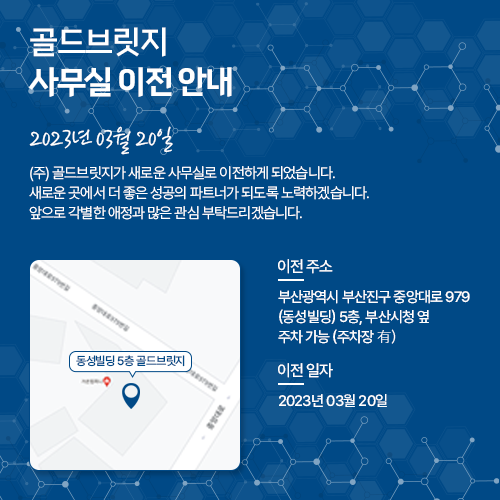 골드브릿지
사무실 이전 안내
2023년 03월 20일
(주) 골드브릿지가 새로운 사무실로 이전하게 되었습니다.
새로운 곳에서 더 좋은 성공의 파트너가 되도록 노력하겠습니다.
앞으로 각별한 애정과 많은 관심 부탁드리겠습니다.
동성빌딩 5층 골드브릿지
중앙대로
이전 주소
부산광역시 부산진구 중앙대로 979
(동성빌딩) 5층, 부산시청 옆
주차 가능 (주차장 有)
이전 일자
2023년 03월 20일